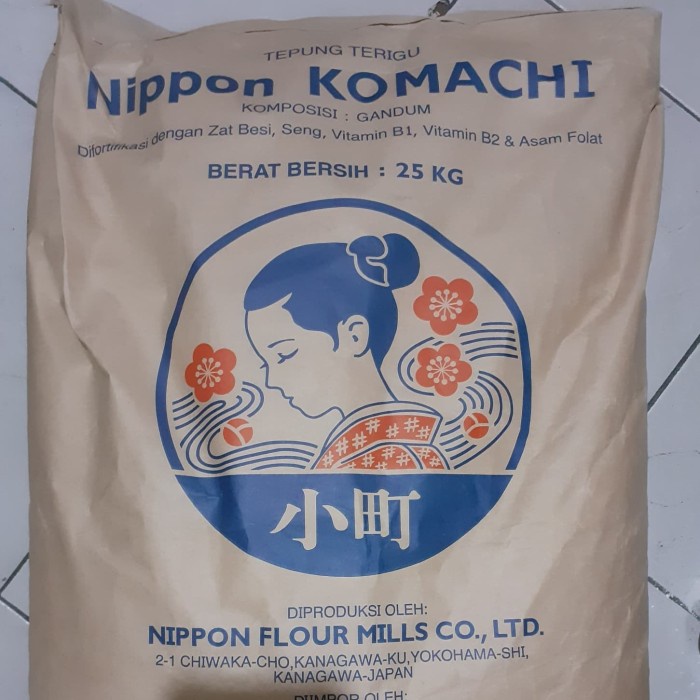 TEPUNG TERIGU
Nippon KOMACHI
KOMPOSISI : GANDUM
Difortifikasi dengan Zat Besi, Seng, Vitamin B1, Vitamin B2 & Asam Folat
BERAT BERSIH : 25 KG
小町
DIPRODUKSI OLEH:
NIPPON FLOUR MILLS CO., LTD.
2-1 CHIWAKA-CHO,KANAGAWA-KU,YOKOHAMA-SHI,
KANAGAWA-JAPAN
DIIMPOR OLEH: